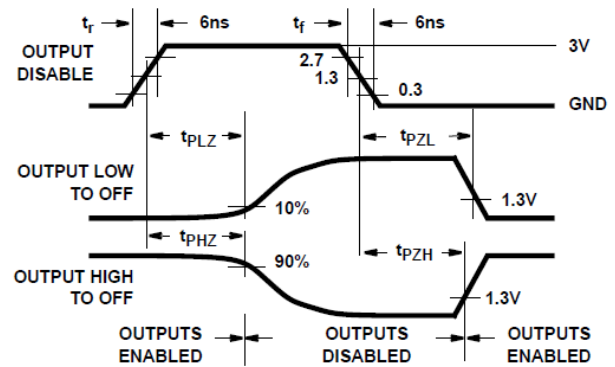 tr 6ns tf 6ns
OUTPUT
DISABLE
3V
2.7
1.3
0.3
GND
tPLZ tPZL
OUTPUT LOW
TO OFF
10% 1.3V
tPHZ tPZH
OUTPUT HIGH
TO OFF
90%
1.3V
OUTPUTS
ENABLED
OUTPUTS
DISABLED
OUTPUTS
ENABLED